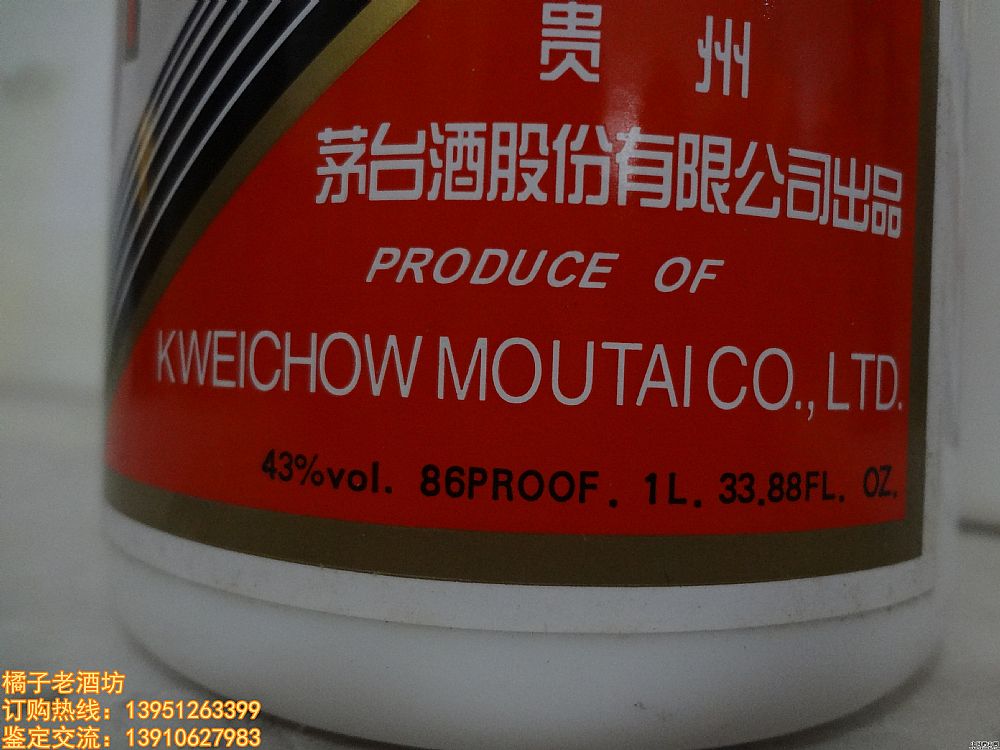 贵 州
茅台酒股份有限公司出品
PRODUCE OF
KWEICHOW MOUTAI CO., LTD.
43%vol. 86PROOF. 1L. 33.88FL. OZ.
橘子老酒坊
订购热线：13951263399
鉴定交流：13910627983